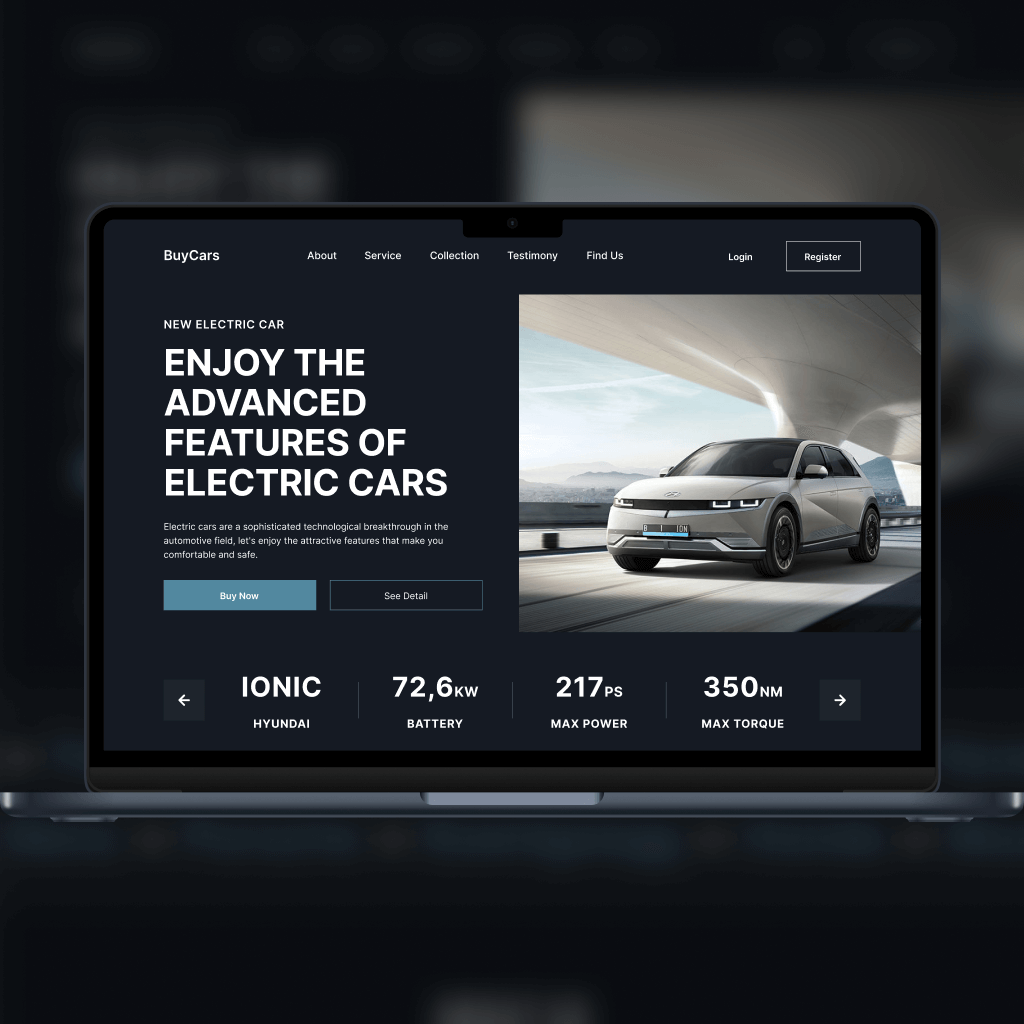 BuyCars
About Service Collection Testimony Find Us
Login Register
NEW ELECTRIC CAR
ENJOY THE
ADVANCED
FEATURES OF
ELECTRIC CARS
Electric cars are a sophisticated technological breakthrough in the
automotive field, let's enjoy the attractive features that make you
comfortable and safe.
Buy Now See Detail
IONIC 72,6KW 217PS 350NM
HYUNDAI BATTERY MAX POWER MAX TORQUE